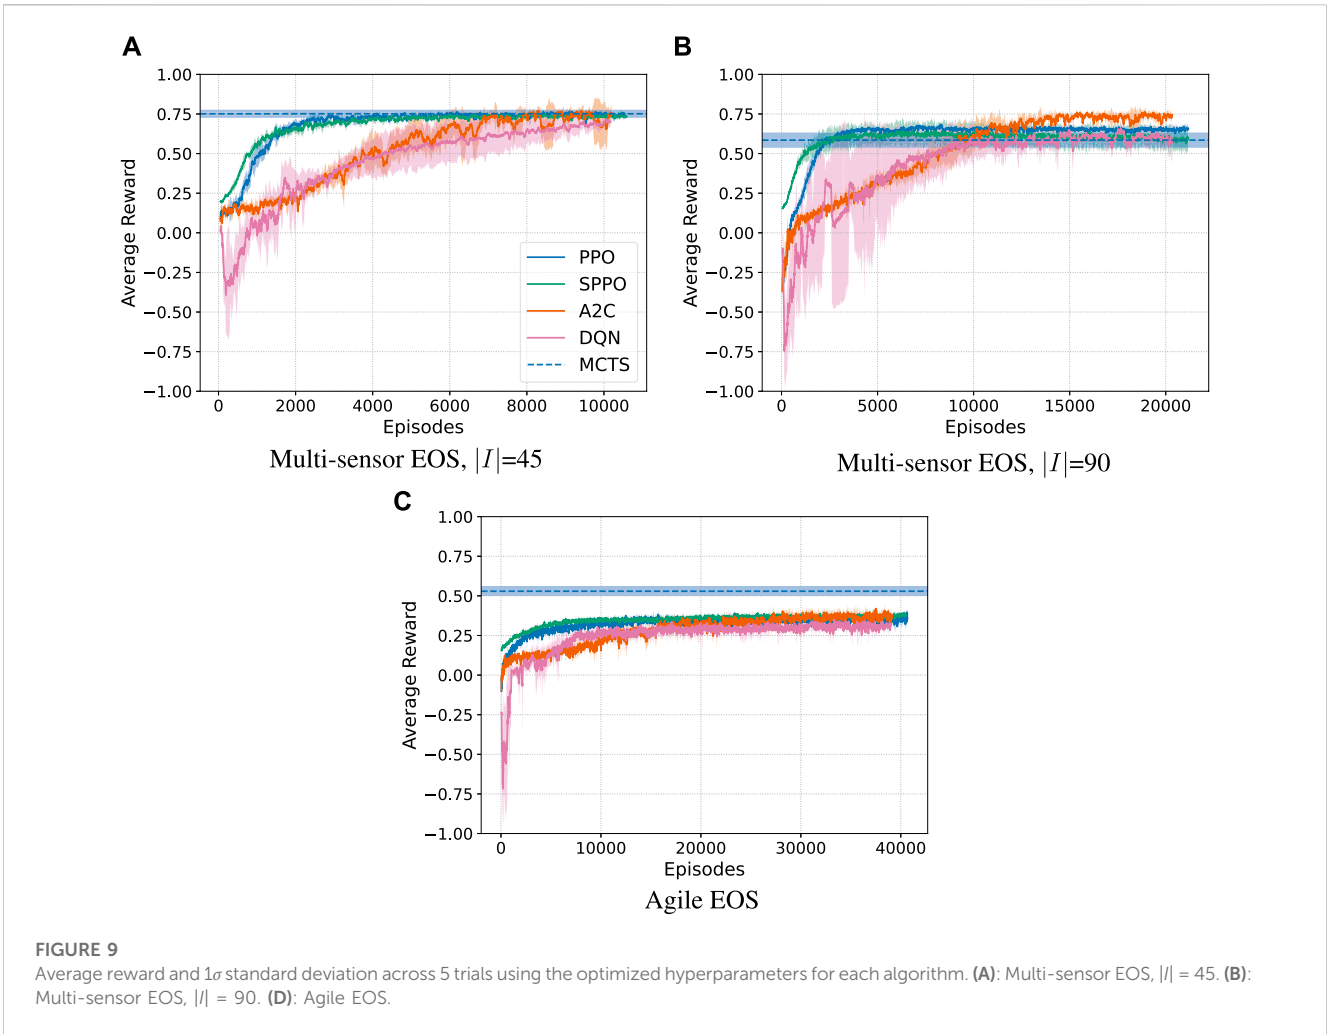 A
B
1.00
0.75
0.50
0.25
0.00
−0.25
−0.50
−0.75
−1.00
Average Reward
PPO
SPPO
A2C
DQN
MCTS
0 2000 4000 6000 8000 10000
Episodes
Multi-sensor EOS, |I|=45
1.00
0.75
0.50
0.25
0.00
−0.25
−0.50
−0.75
−1.00
Average Reward
0 5000 10000 15000 20000
Episodes
Multi-sensor EOS, |I|=90
C
1.00
0.75
0.50
0.25
0.00
−0.25
−0.50
−0.75
−1.00
Average Reward
0 10000 20000 30000 40000
Episodes
Agile EOS
FIGURE 9
Average reward and 1σ standard deviation across 5 trials using the optimized hyperparameters for each algorithm. (A): Multi-sensor EOS, |I| = 45. (B):
Multi-sensor EOS, |I| = 90. (D): Agile EOS.